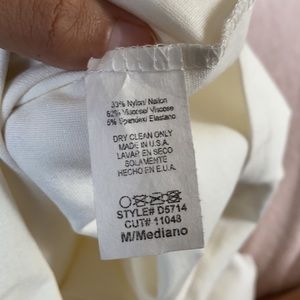 33% Nylon/ Nailon
62% Viscose/ Viscose
5% Spandex/ Elastano
DRY CLEAN ONLY
MADE IN U.S.A.
LAVAR EN SECO
SOLAMENTE
HECHO EN E.U.A.
STYLE# D5714
CUT# 11048
M/Mediano